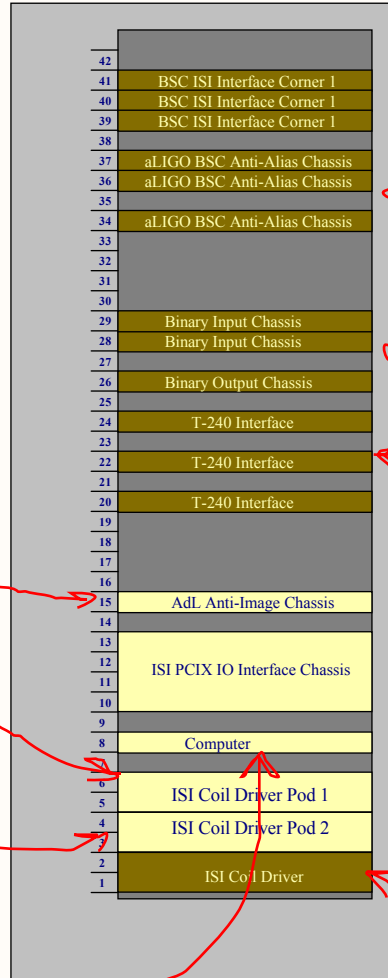 42
41 BSC ISI Interface Corner 1
40 BSC ISI Interface Corner 1
39 BSC ISI Interface Corner 1
38
37 aLIGO BSC Anti-Alias Chassis
36 aLIGO BSC Anti-Alias Chassis
35
34 aLIGO BSC Anti-Alias Chassis
33
32
31
30
29 Binary Input Chassis
28 Binary Input Chassis
27
26 Binary Output Chassis
25
24 T-240 Interface
23
22 T-240 Interface
21
20 T-240 Interface
19
18
17
16
15 AdL Anti-Image Chassis
14
13
12 ISI PCIX IO Interface Chassis
11
10
9
8 Computer
7
6
ISI Coil Driver Pod 1
5
4 ISI Coil Driver Pod 2
3
2
ISI Coil Driver
1